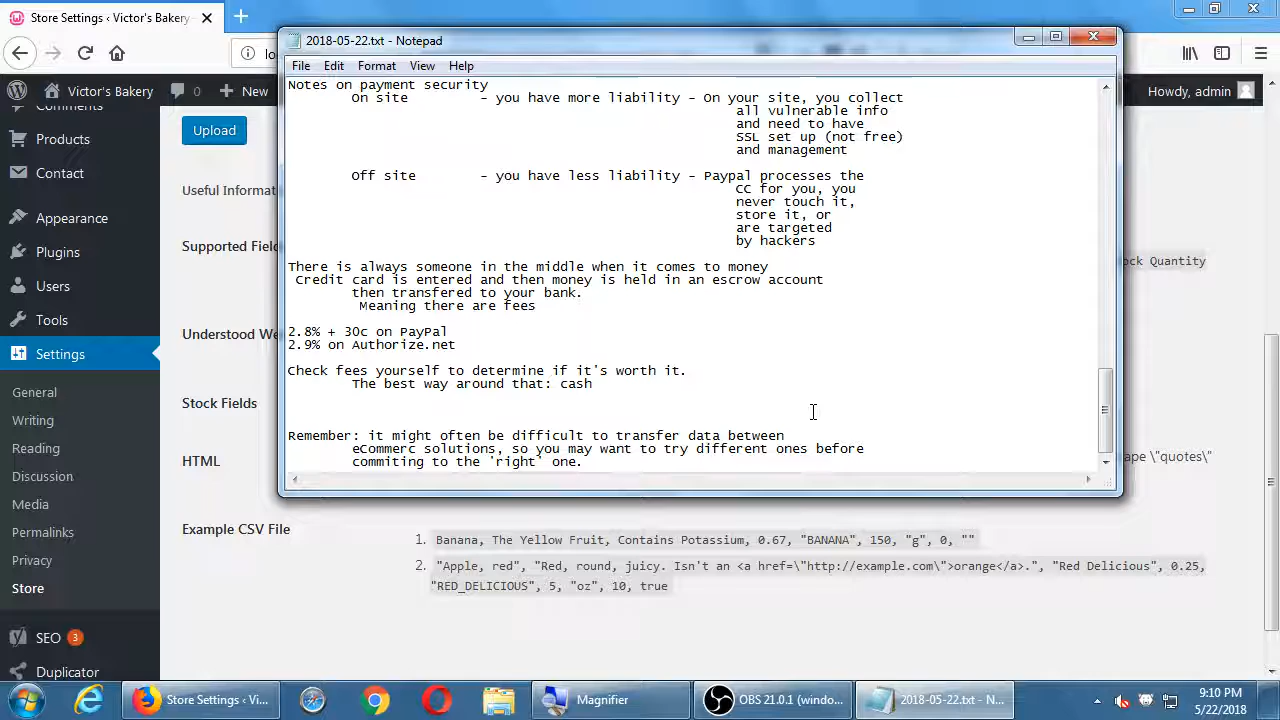 Store Settings ‹ Victor's Bakery
2018-05-22.txt - Notepad
File Edit Format View Help
Victor's Bakery 0 New
Howdy, admin
Comments
Products
Contact
Appearance
Plugins
Users
Tools
Settings
General
Writing
Reading
Discussion
Media
Permalinks
Privacy
Store
SEO 3
Duplicator
Upload
Useful Informat
Supported Fiel
ck Quantity
Understood We
Stock Fields
HTML
ape \"quotes\"
Example CSV File
1. Banana, The Yellow Fruit, Contains Potassium, 0.67, "BANANA", 150, "g", 0, ""
2. "Apple, red", "Red, round, juicy. Isn't an <a href=\"http://example.com\">orange</a>.", "Red Delicious", 0.25,
"RED_DELICIOUS", 5, "oz", 10, true
Notes on payment security
On site - you have more liability - On your site, you collect
all vulnerable info
and need to have
SSL set up (not free)
and management
Off site - you have less liability - Paypal processes the
CC for you, you
never touch it,
store it, or
are targeted
by hackers
There is always someone in the middle when it comes to money
Credit card is entered and then money is held in an escrow account
then transfered to your bank.
Meaning there are fees
2.8% + 30c on PayPal
2.9% on Authorize.net
Check fees yourself to determine if it's worth it.
The best way around that: cash
Remember: it might often be difficult to transfer data between
eCommerc solutions, so you may want to try different ones before
commiting to the 'right' one.
Store Settings ‹ Vi...
Magnifier
OBS 21.0.1 (windo...
2018-05-22.txt - N...
9:10 PM
5/22/2018